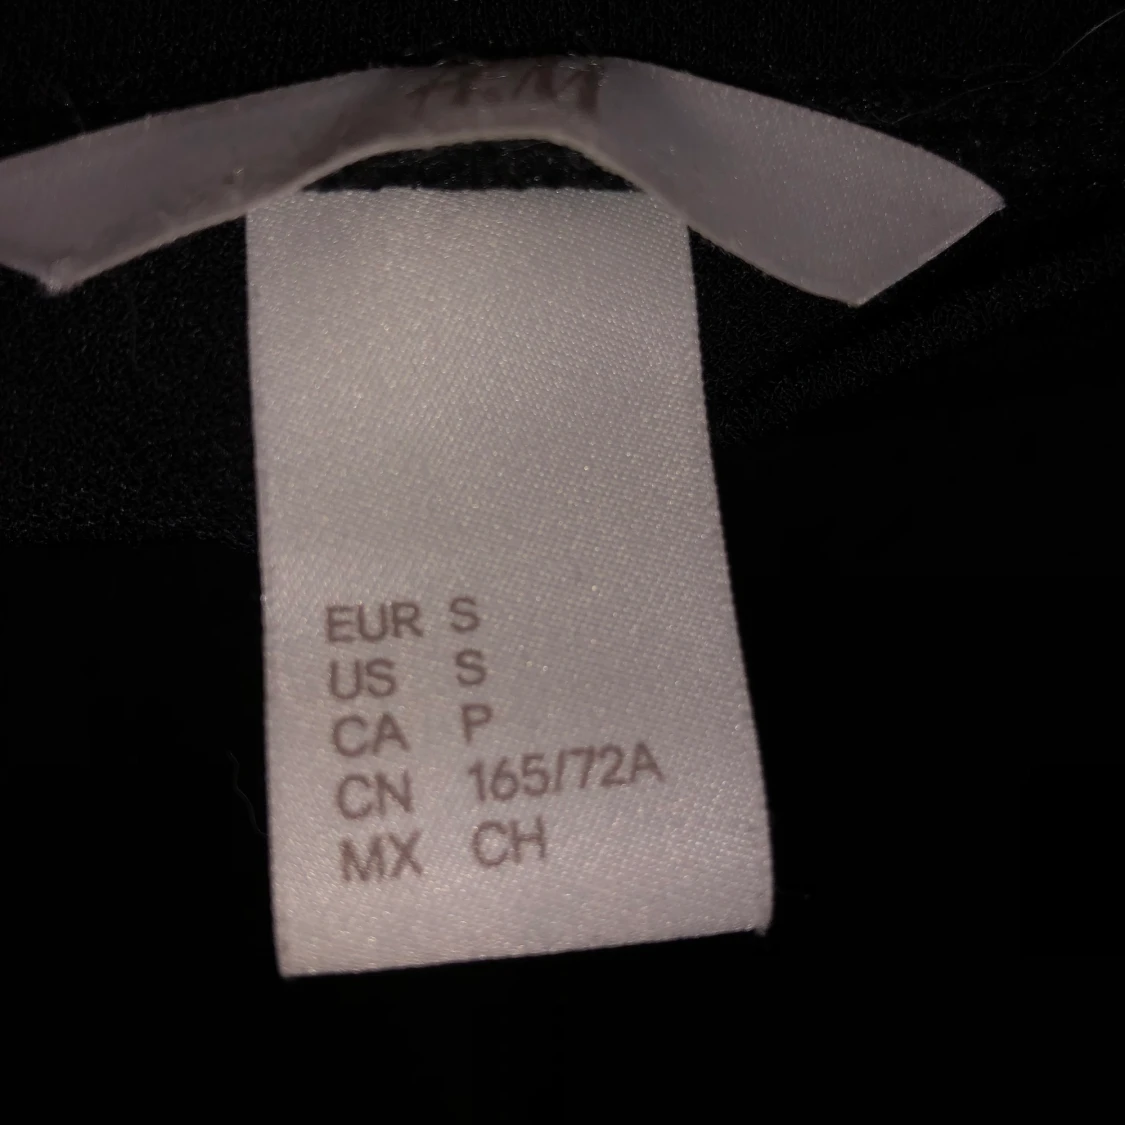 H&M
EUR S
US S
CA P
CN 165/72A
MX CH